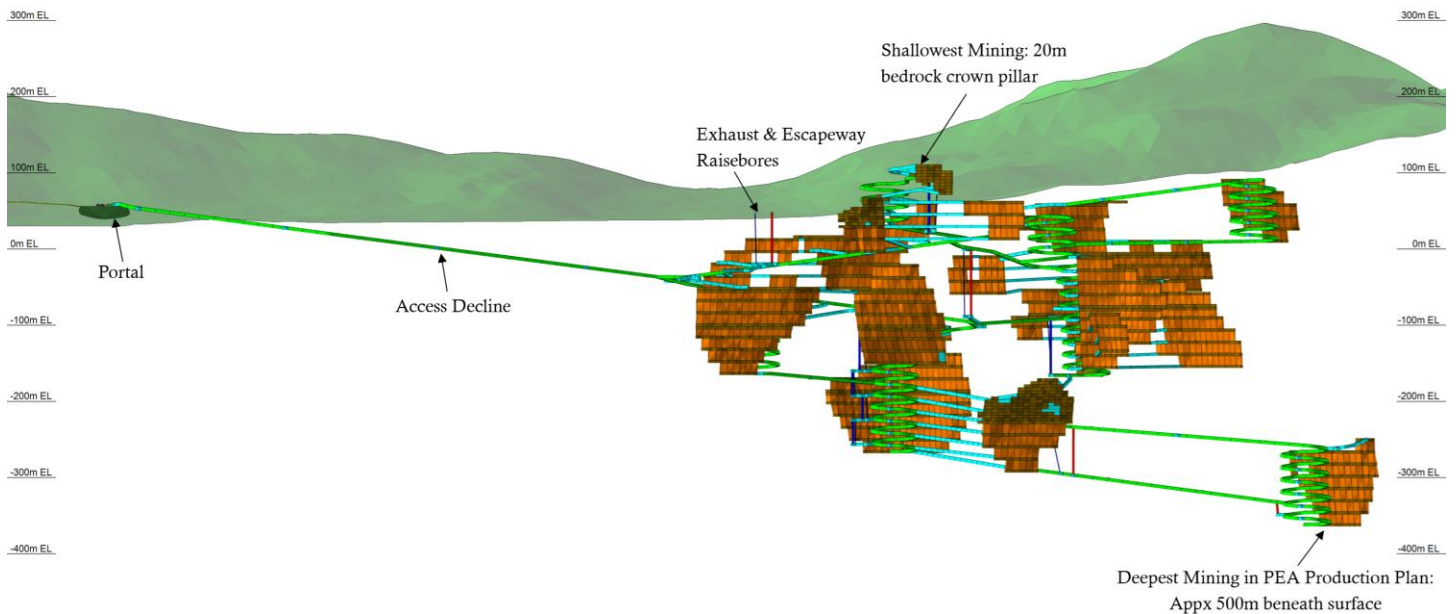 300m EL
300m EL
Shallowest Mining: 20m
bedrock crown pillar
200m EL
200m EL
Exhaust & Escapeway
Raisebores
100m EL
100m EL
0m EL
0m EL
Portal
Access Decline
-100m EL
-100m EL
-200m EL
-200m EL
-300m EL
-300m EL
-400m EL
-400m EL
Deepest Mining in PEA Production Plan:
Appx 500m beneath surface